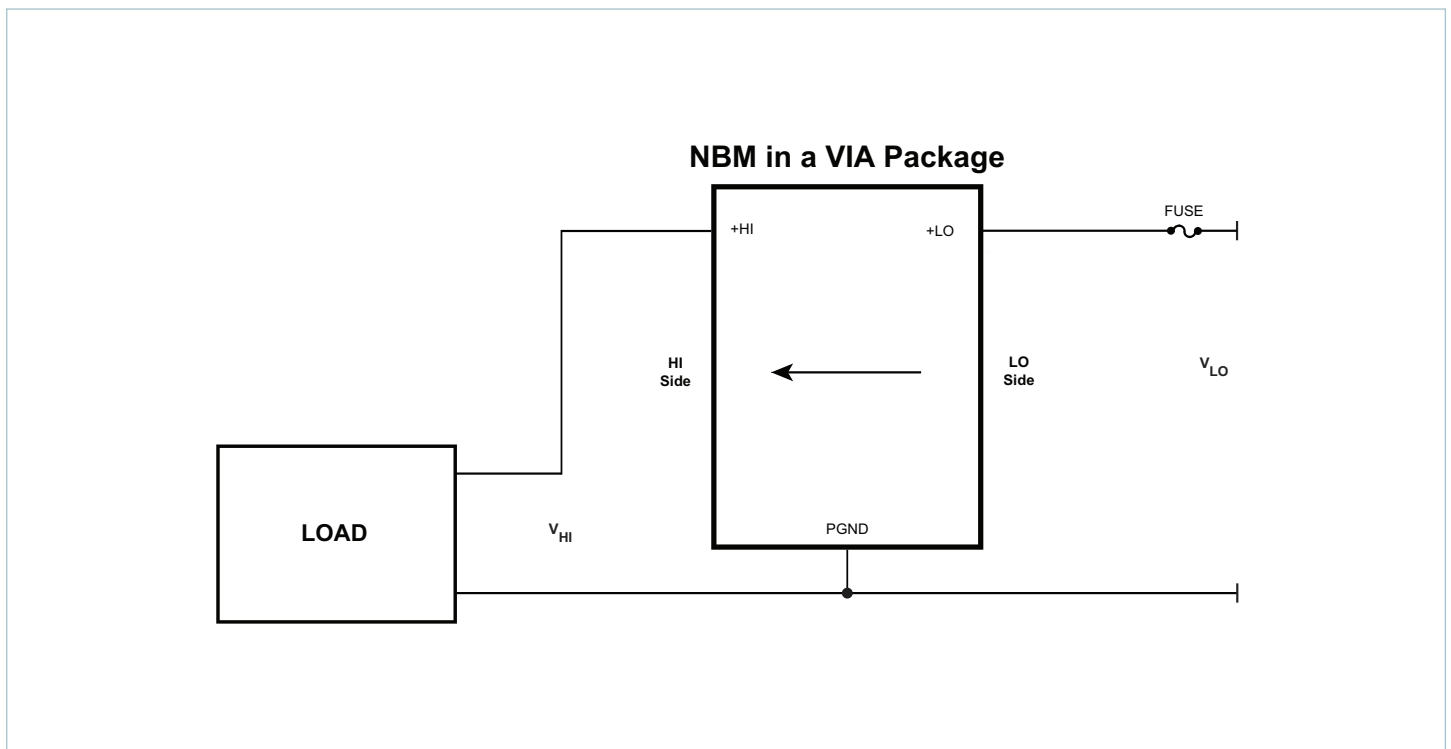 NBM in a VIA Package
FUSE
+HI
+LO
HI
Side
LO
Side
VLO
PGND
LOAD
VHI